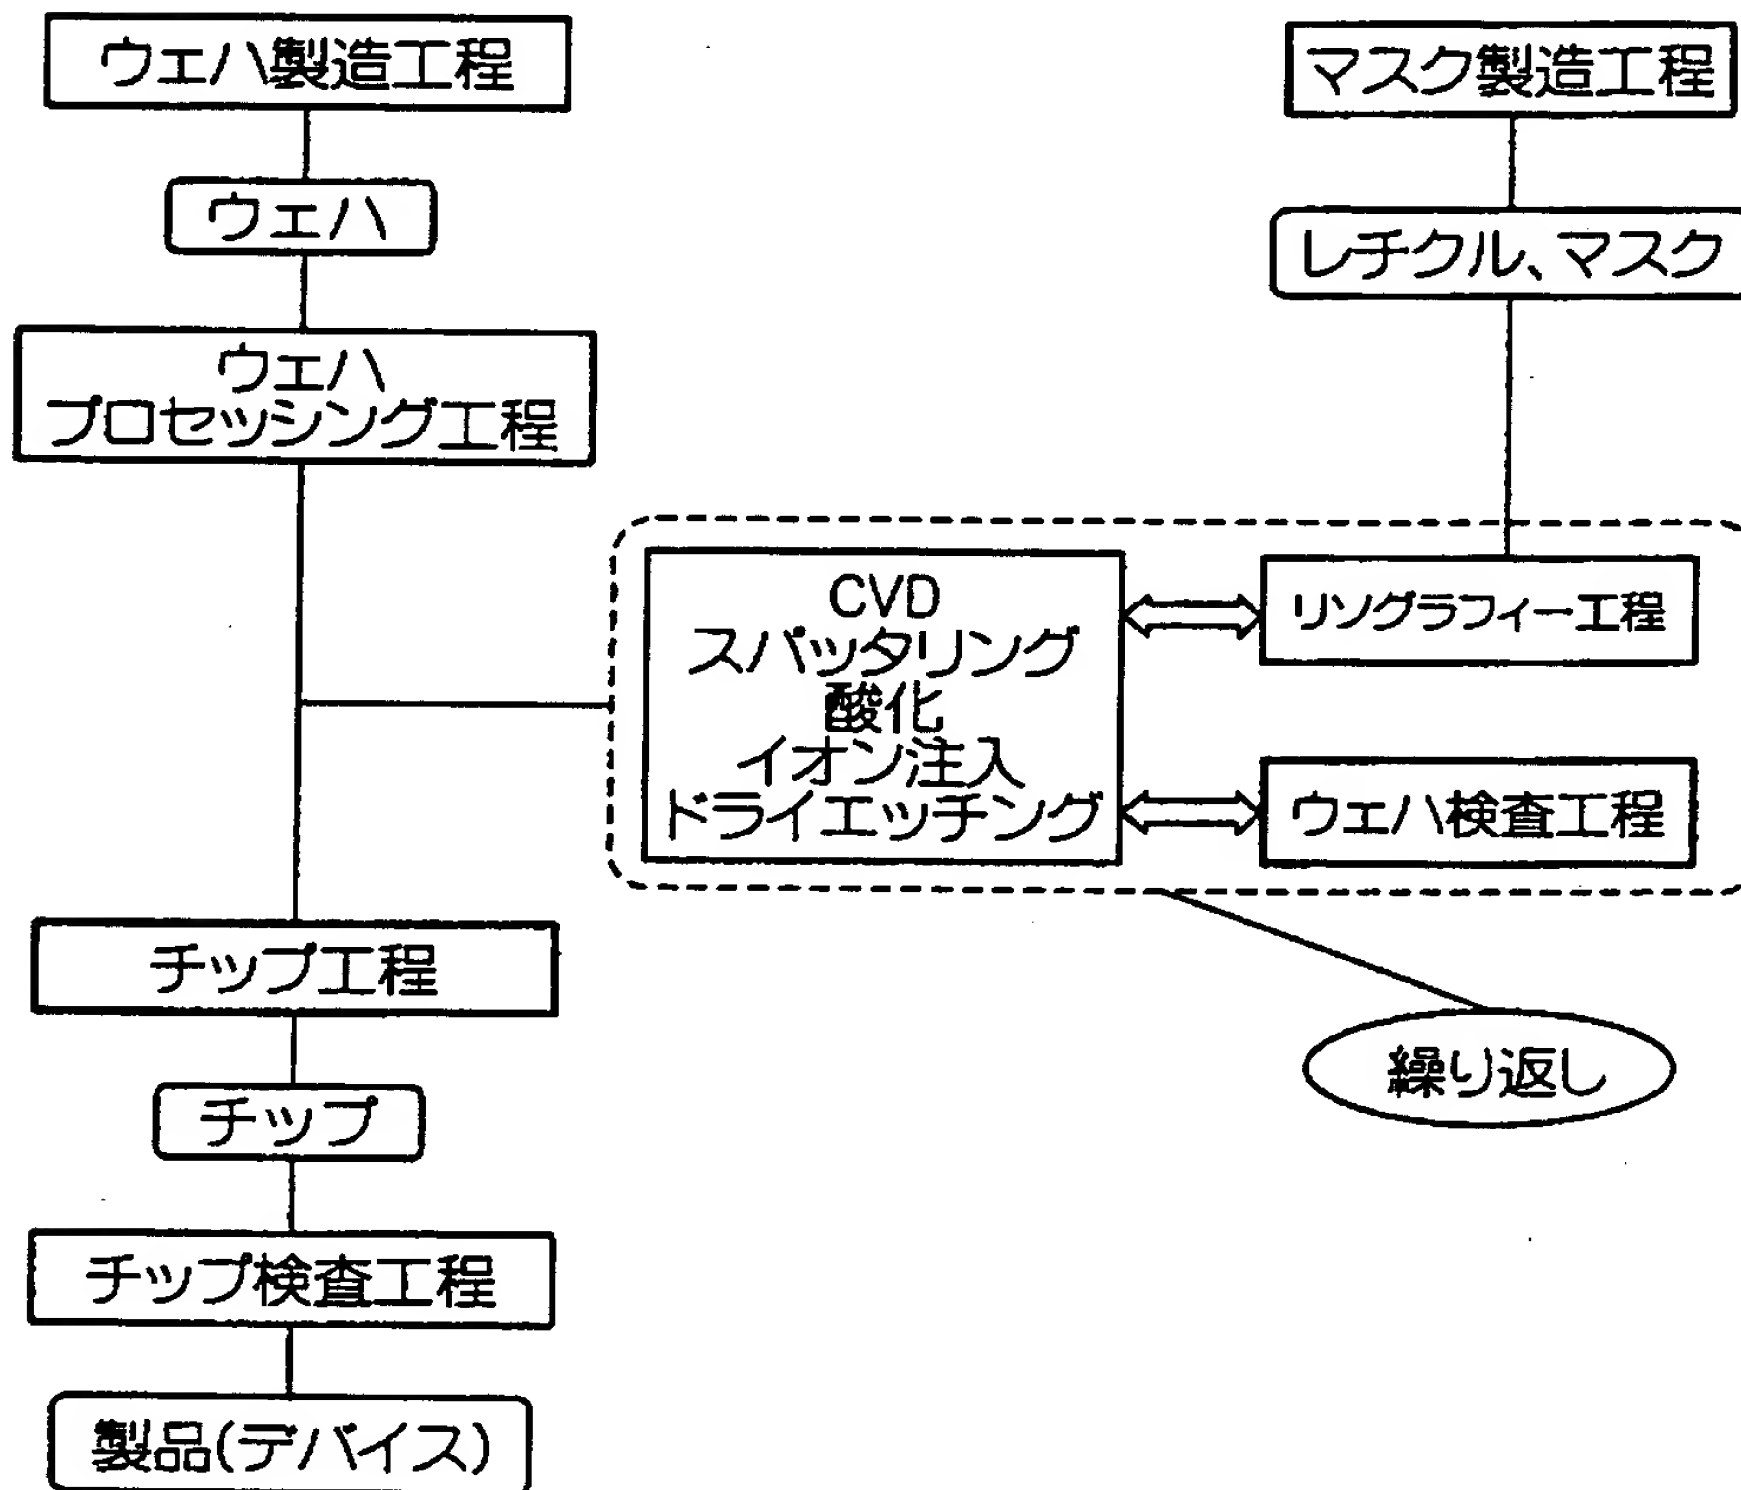 ウェハ製造工程
ウェハ
ウェハ
プロセッシング工程
チップ工程
チップ
チップ検査工程
製品(デバイス)
マスク製造工程
レチクル、マスク
CVD
スパッタリング
酸化
イオン注入
ドライエッチング
リソグラフィー工程
ウェハ検査工程
繰り返し